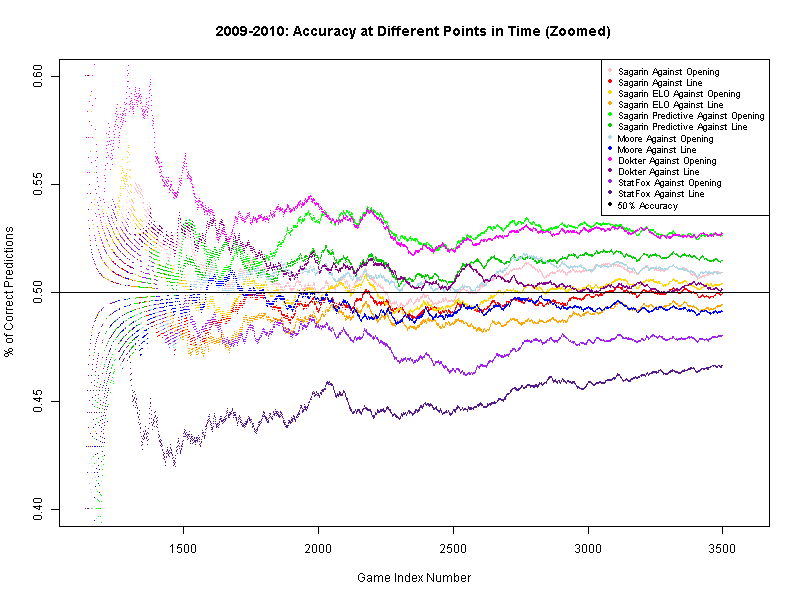 2009-2010: Accuracy at Different Points in Time (Zoomed)
% of Correct Predictions
0.60
0.55
0.50
0.45
0.40
Sagarin Against Opening
Sagarin Against Line
Sagarin ELO Against Opening
Sagarin ELO Against Line
Sagarin Predictive Against Opening
Sagarin Predictive Against Line
Moore Against Opening
Moore Against Line
Dokter Against Opening
Dokter Against Line
StatFox Against Opening
StatFox Against Line
50% Accuracy
1500 2000 2500 3000 3500
Game Index Number